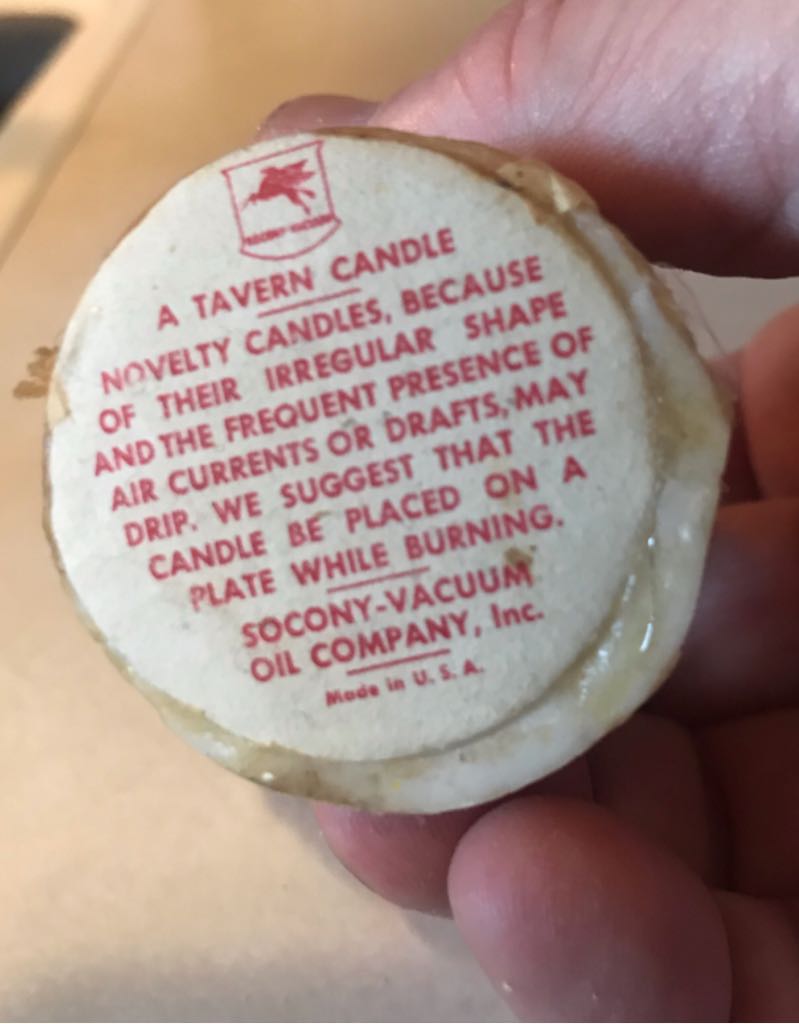 SOCONY-VACUUM
A TAVERN CANDLE
NOVELTY CANDLES, BECAUSE
OF THEIR IRREGULAR SHAPE
AND THE FREQUENT PRESENCE OF
AIR CURRENTS OR DRAFTS, MAY
DRIP. WE SUGGEST THAT THE
CANDLE BE PLACED ON A
PLATE WHILE BURNING.
SOCONY-VACUUM
OIL COMPANY, Inc.
Made in U. S. A.